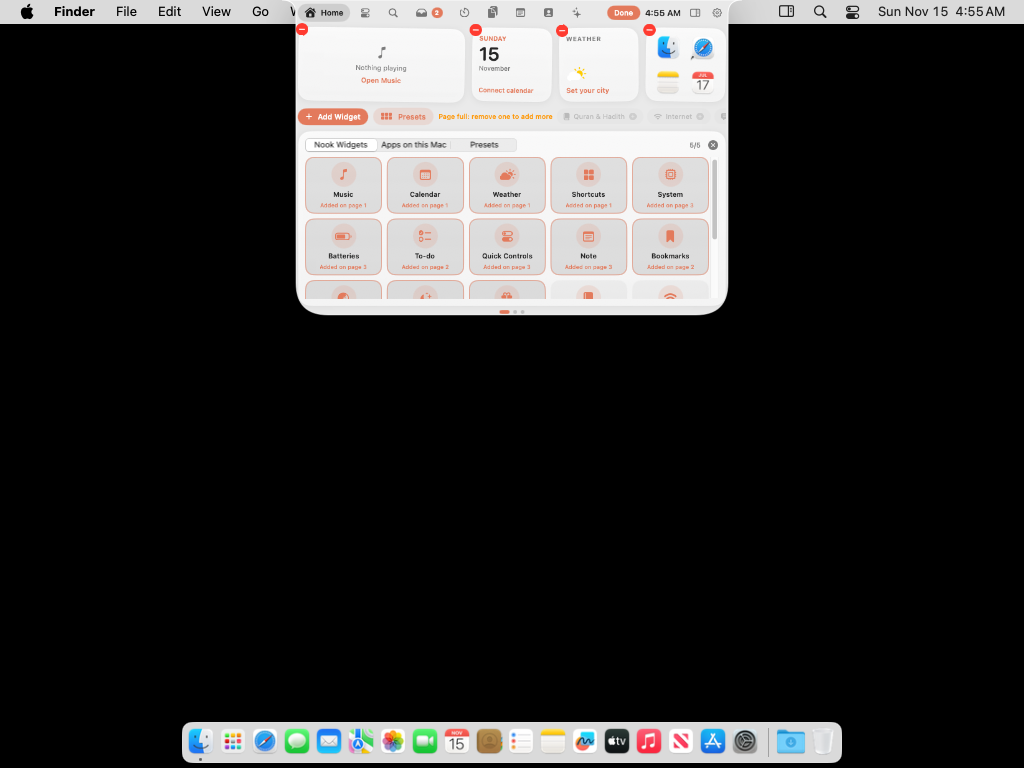 Finder File Edit View Go
Sun Nov 15 4:55 AM
Home
2
Done
4:55 AM
Nothing playing
Open Music
SUNDAY
15
November
Connect calendar
WEATHER
Set your city
JUL
17
+ Add Widget
Presets
Page full: remove one to add more
Quran & Hadith
Internet
Nook Widgets
Apps on this Mac
Presets
5/5
Music
Added on page 1
Calendar
Added on page 1
Weather
Added on page 1
Shortcuts
Added on page 1
System
Added on page 3
Batteries
Added on page 3
To-do
Added on page 2
Quick Controls
Added on page 3
Note
Added on page 3
Bookmarks
Added on page 2
NOV
15
tv